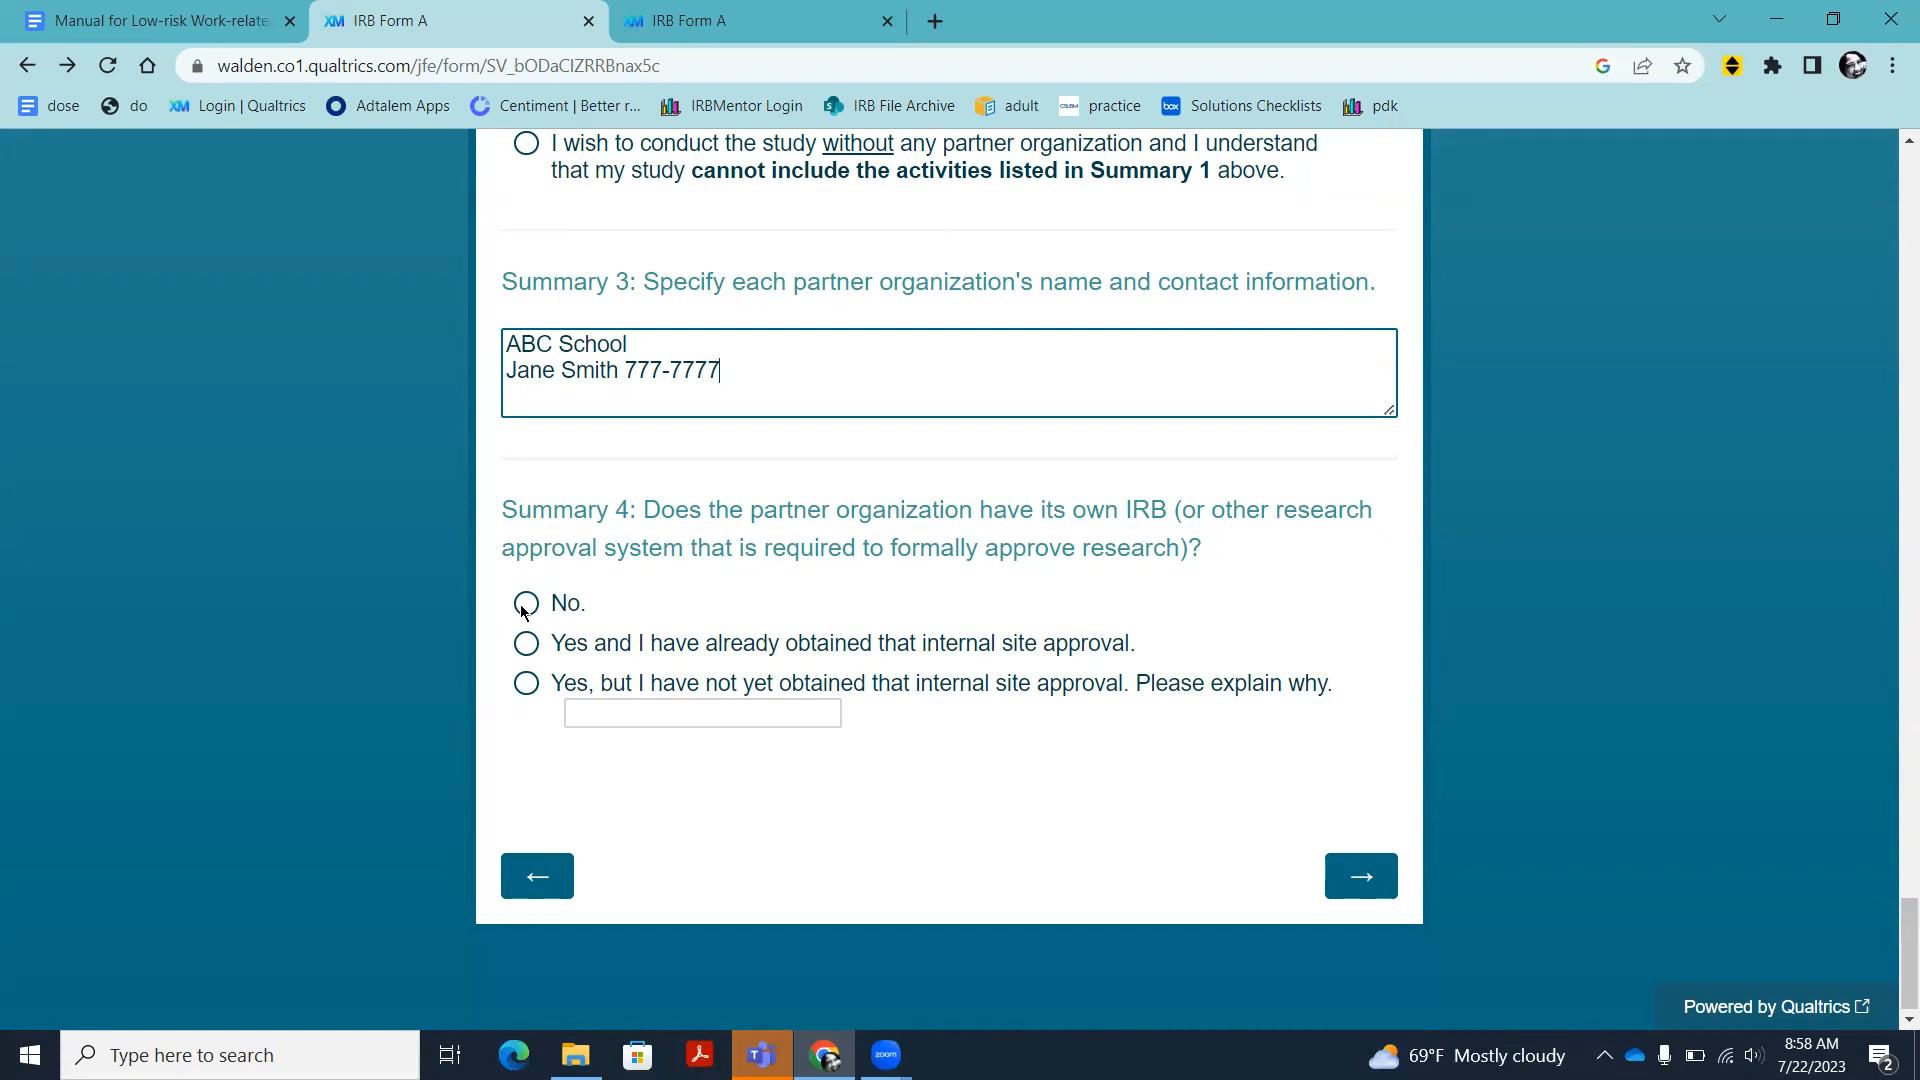 Manual for Low-risk Work-relate
IRB Form A
IRB Form A
walden.co1.qualtrics.com/jfe/form/SV_bODaCIZRRBnax5c
dose
do
Login | Qualtrics
Adtalem Apps
Centiment | Better r...
IRBMentor Login
IRB File Archive
adult
practice
Solutions Checklists
pdk
I wish to conduct the study without any partner organization and I understand
that my study cannot include the activities listed in Summary 1 above.
Summary 3: Specify each partner organization's name and contact information.
ABC School
Jane Smith 777-7777
Summary 4: Does the partner organization have its own IRB (or other research
approval system that is required to formally approve research)?
No.
Yes and I have already obtained that internal site approval.
Yes, but I have not yet obtained that internal site approval. Please explain why.
←
→
Powered by Qualtrics
Type here to search
zoom
69°F Mostly cloudy
8:58 AM
7/22/2023
2